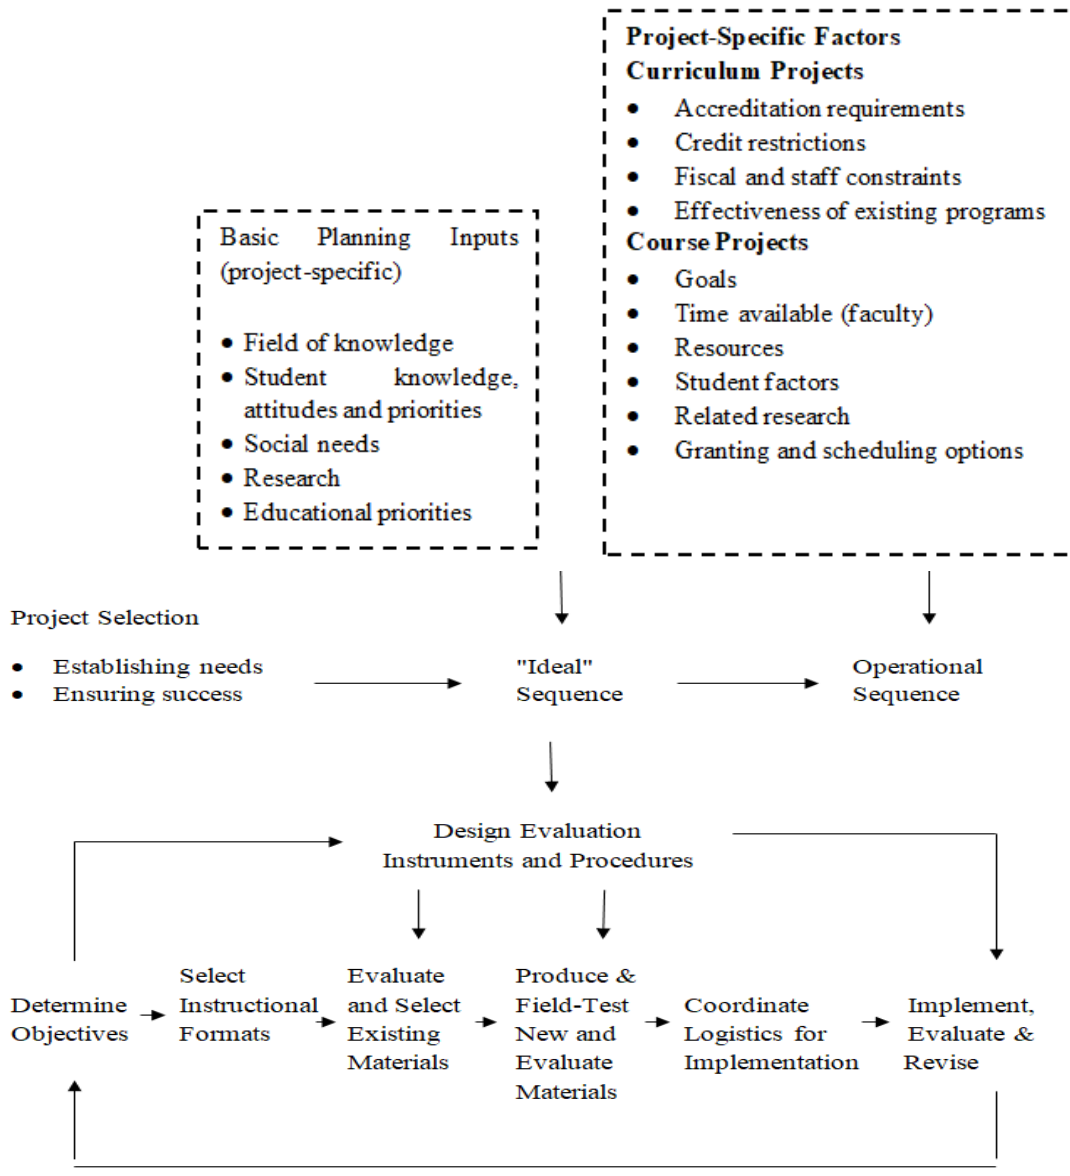 Project-Specific Factors
Curriculum Projects
• Accreditation requirements
• Credit restrictions
• Fiscal and staff constraints
• Effectiveness of existing programs
Course Projects
• Goals
• Time available (faculty)
• Resources
• Student factors
• Related research
• Granting and scheduling options
Basic Planning Inputs
(project-specific)
• Field of knowledge
• Student knowledge,
attitudes and priorities
• Social needs
• Research
• Educational priorities
Project Selection
• Establishing needs
• Ensuring success
"Ideal"
Sequence
Operational
Sequence
Design Evaluation
Instruments and Procedures
Determine
Objectives
Select
Instructional
Formats
Evaluate
and Select
Existing
Materials
Produce &
Field-Test
New and
Evaluate
Materials
Coordinate
Logistics for
Implementation
Implement,
Evaluate &
Revise